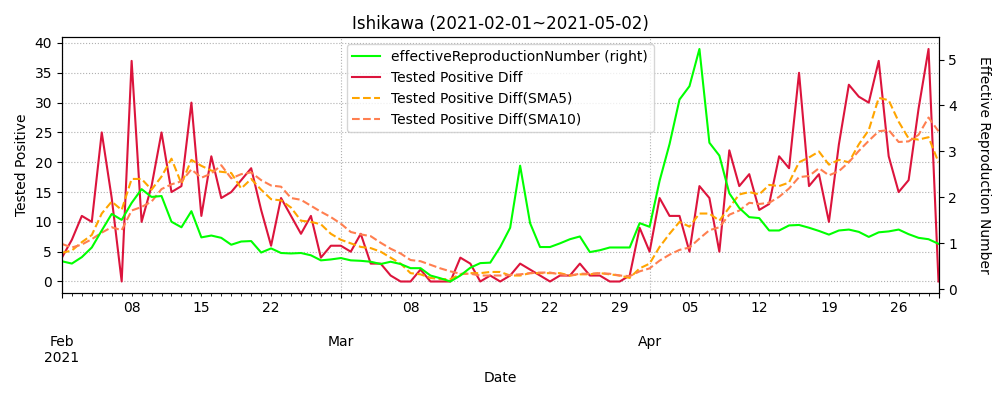 Ishikawa (2021-02-01~2021-05-02)
effectiveReproductionNumber (right)
Tested Positive Diff
Tested Positive Diff(SMA5)
Tested Positive Diff(SMA10)
Tested Positive
40
35
30
25
20
15
10
5
0
5
4
3
2
1
0
Effective Reproduction Number
08 15 22 08 15 22 29 05 12 19 26
Feb Mar Apr
2021
Date